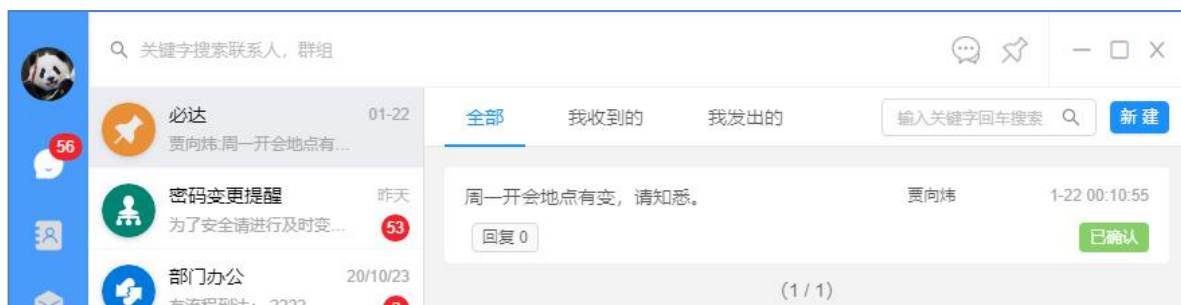 关键字搜索联系人，群组
56
必达
01-22
贾向炜:周一开会地点有...
密码变更提醒
昨天
为了安全请进行及时变...
53
部门办公
20/10/23
全部
我收到的
我发出的
输入关键字回车搜索
新建
周一开会地点有变，请知悉。
贾向炜
1-22 00:10:55
回复 0
已确认
(1 / 1)